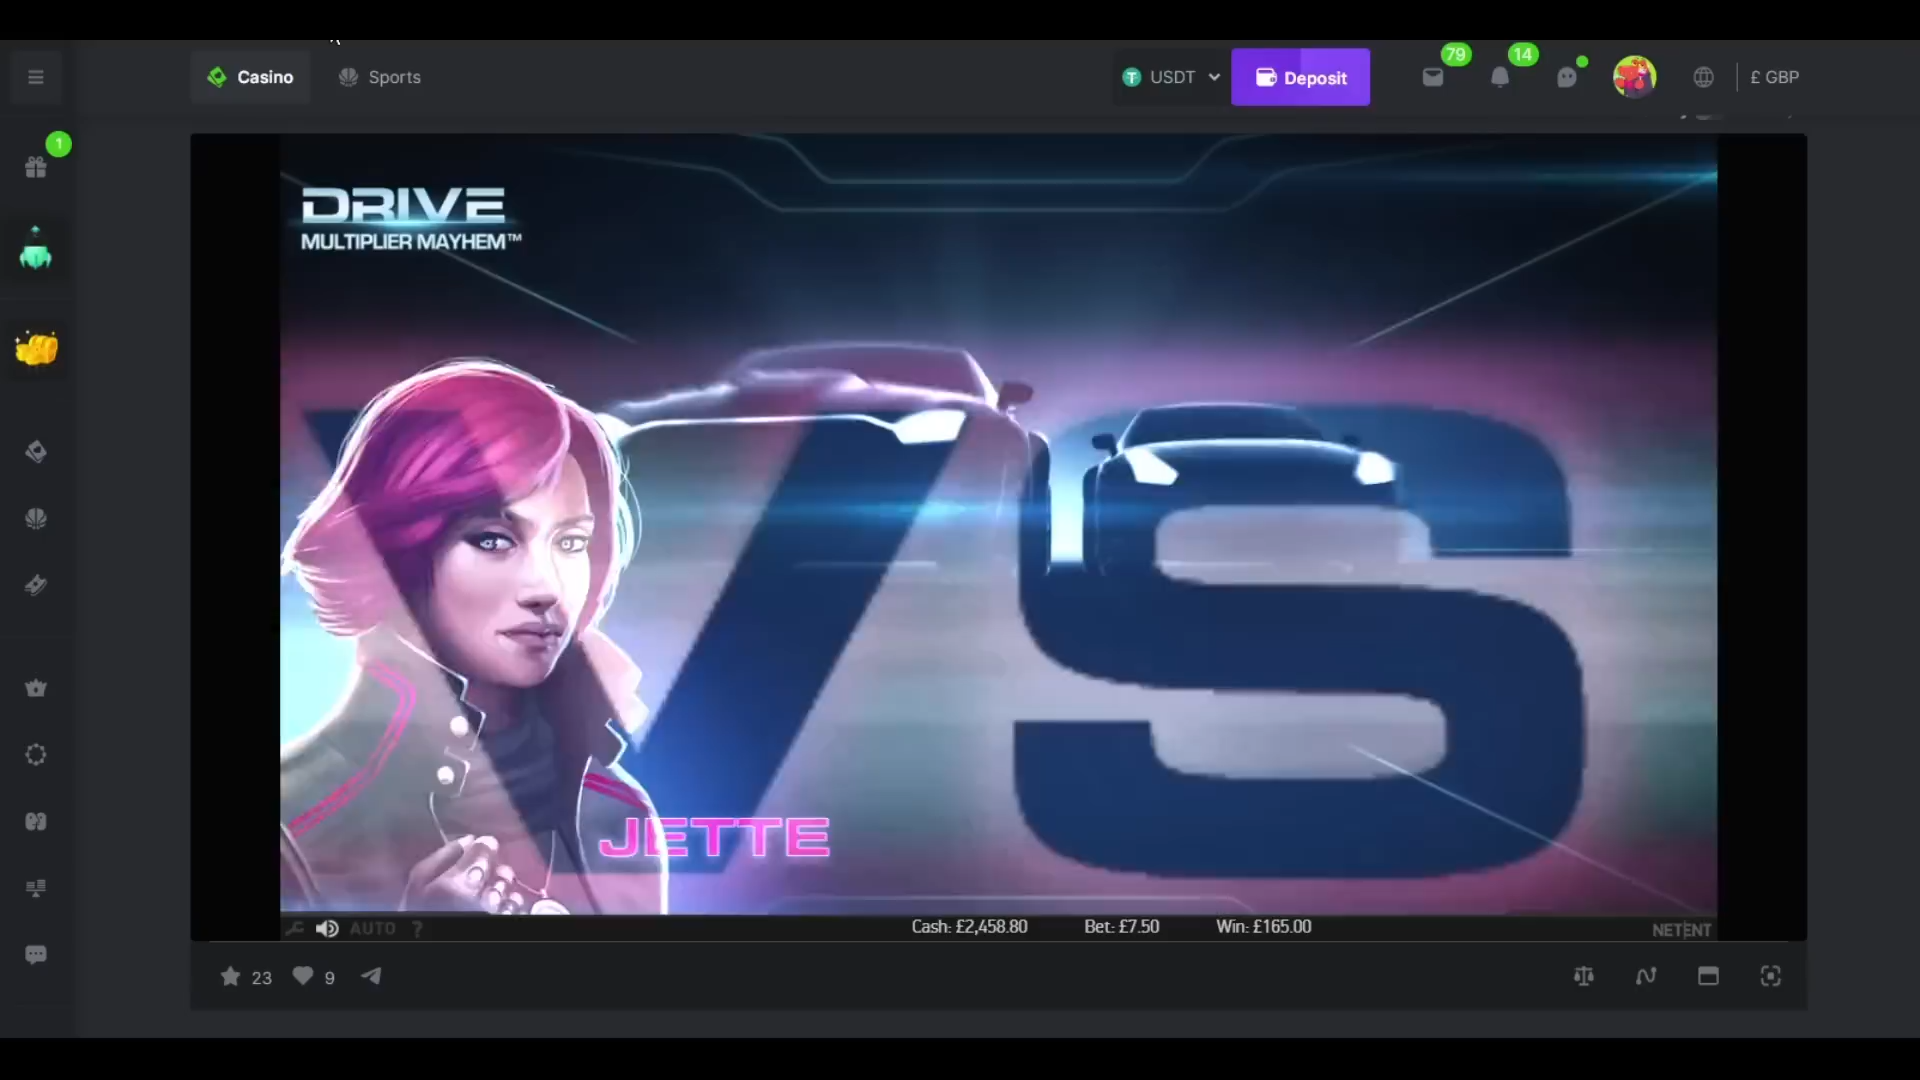 79
14
Casino
Sports
USDT
Deposit
£ GBP
1
DRIVE
MULTIPLIER MAYHEM™
VS
JETTE
AUTO ?
Cash: £2,458.80
Bet: £7.50
Win: £165.00
NETENT
23
9